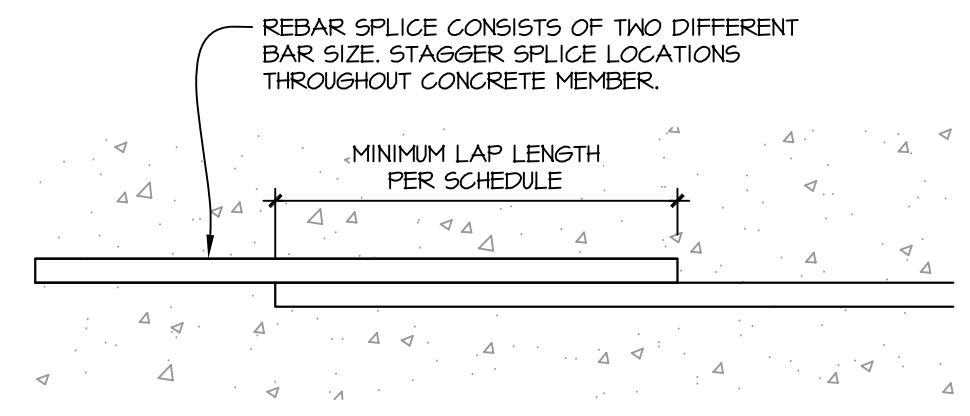 REBAR SPLICE CONSISTS OF TWO DIFFERENT
BAR SIZE. STAGGER SPLICE LOCATIONS
THROUGHOUT CONCRETE MEMBER.
MINIMUM LAP LENGTH
PER SCHEDULE